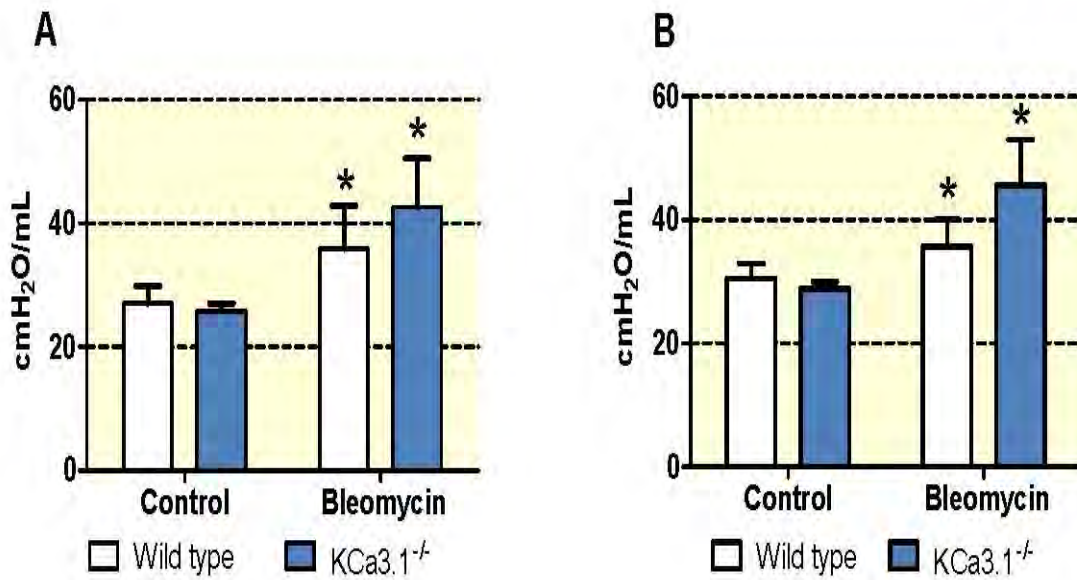 A
60
40
20
0
cmH₂O/mL
*
*
Control
Bleomycin
Wild type
KCa3.1⁻/⁻
B
60
40
20
0
cmH₂O/mL
*
*
Control
Bleomycin
Wild type
KCa3.1⁻/⁻